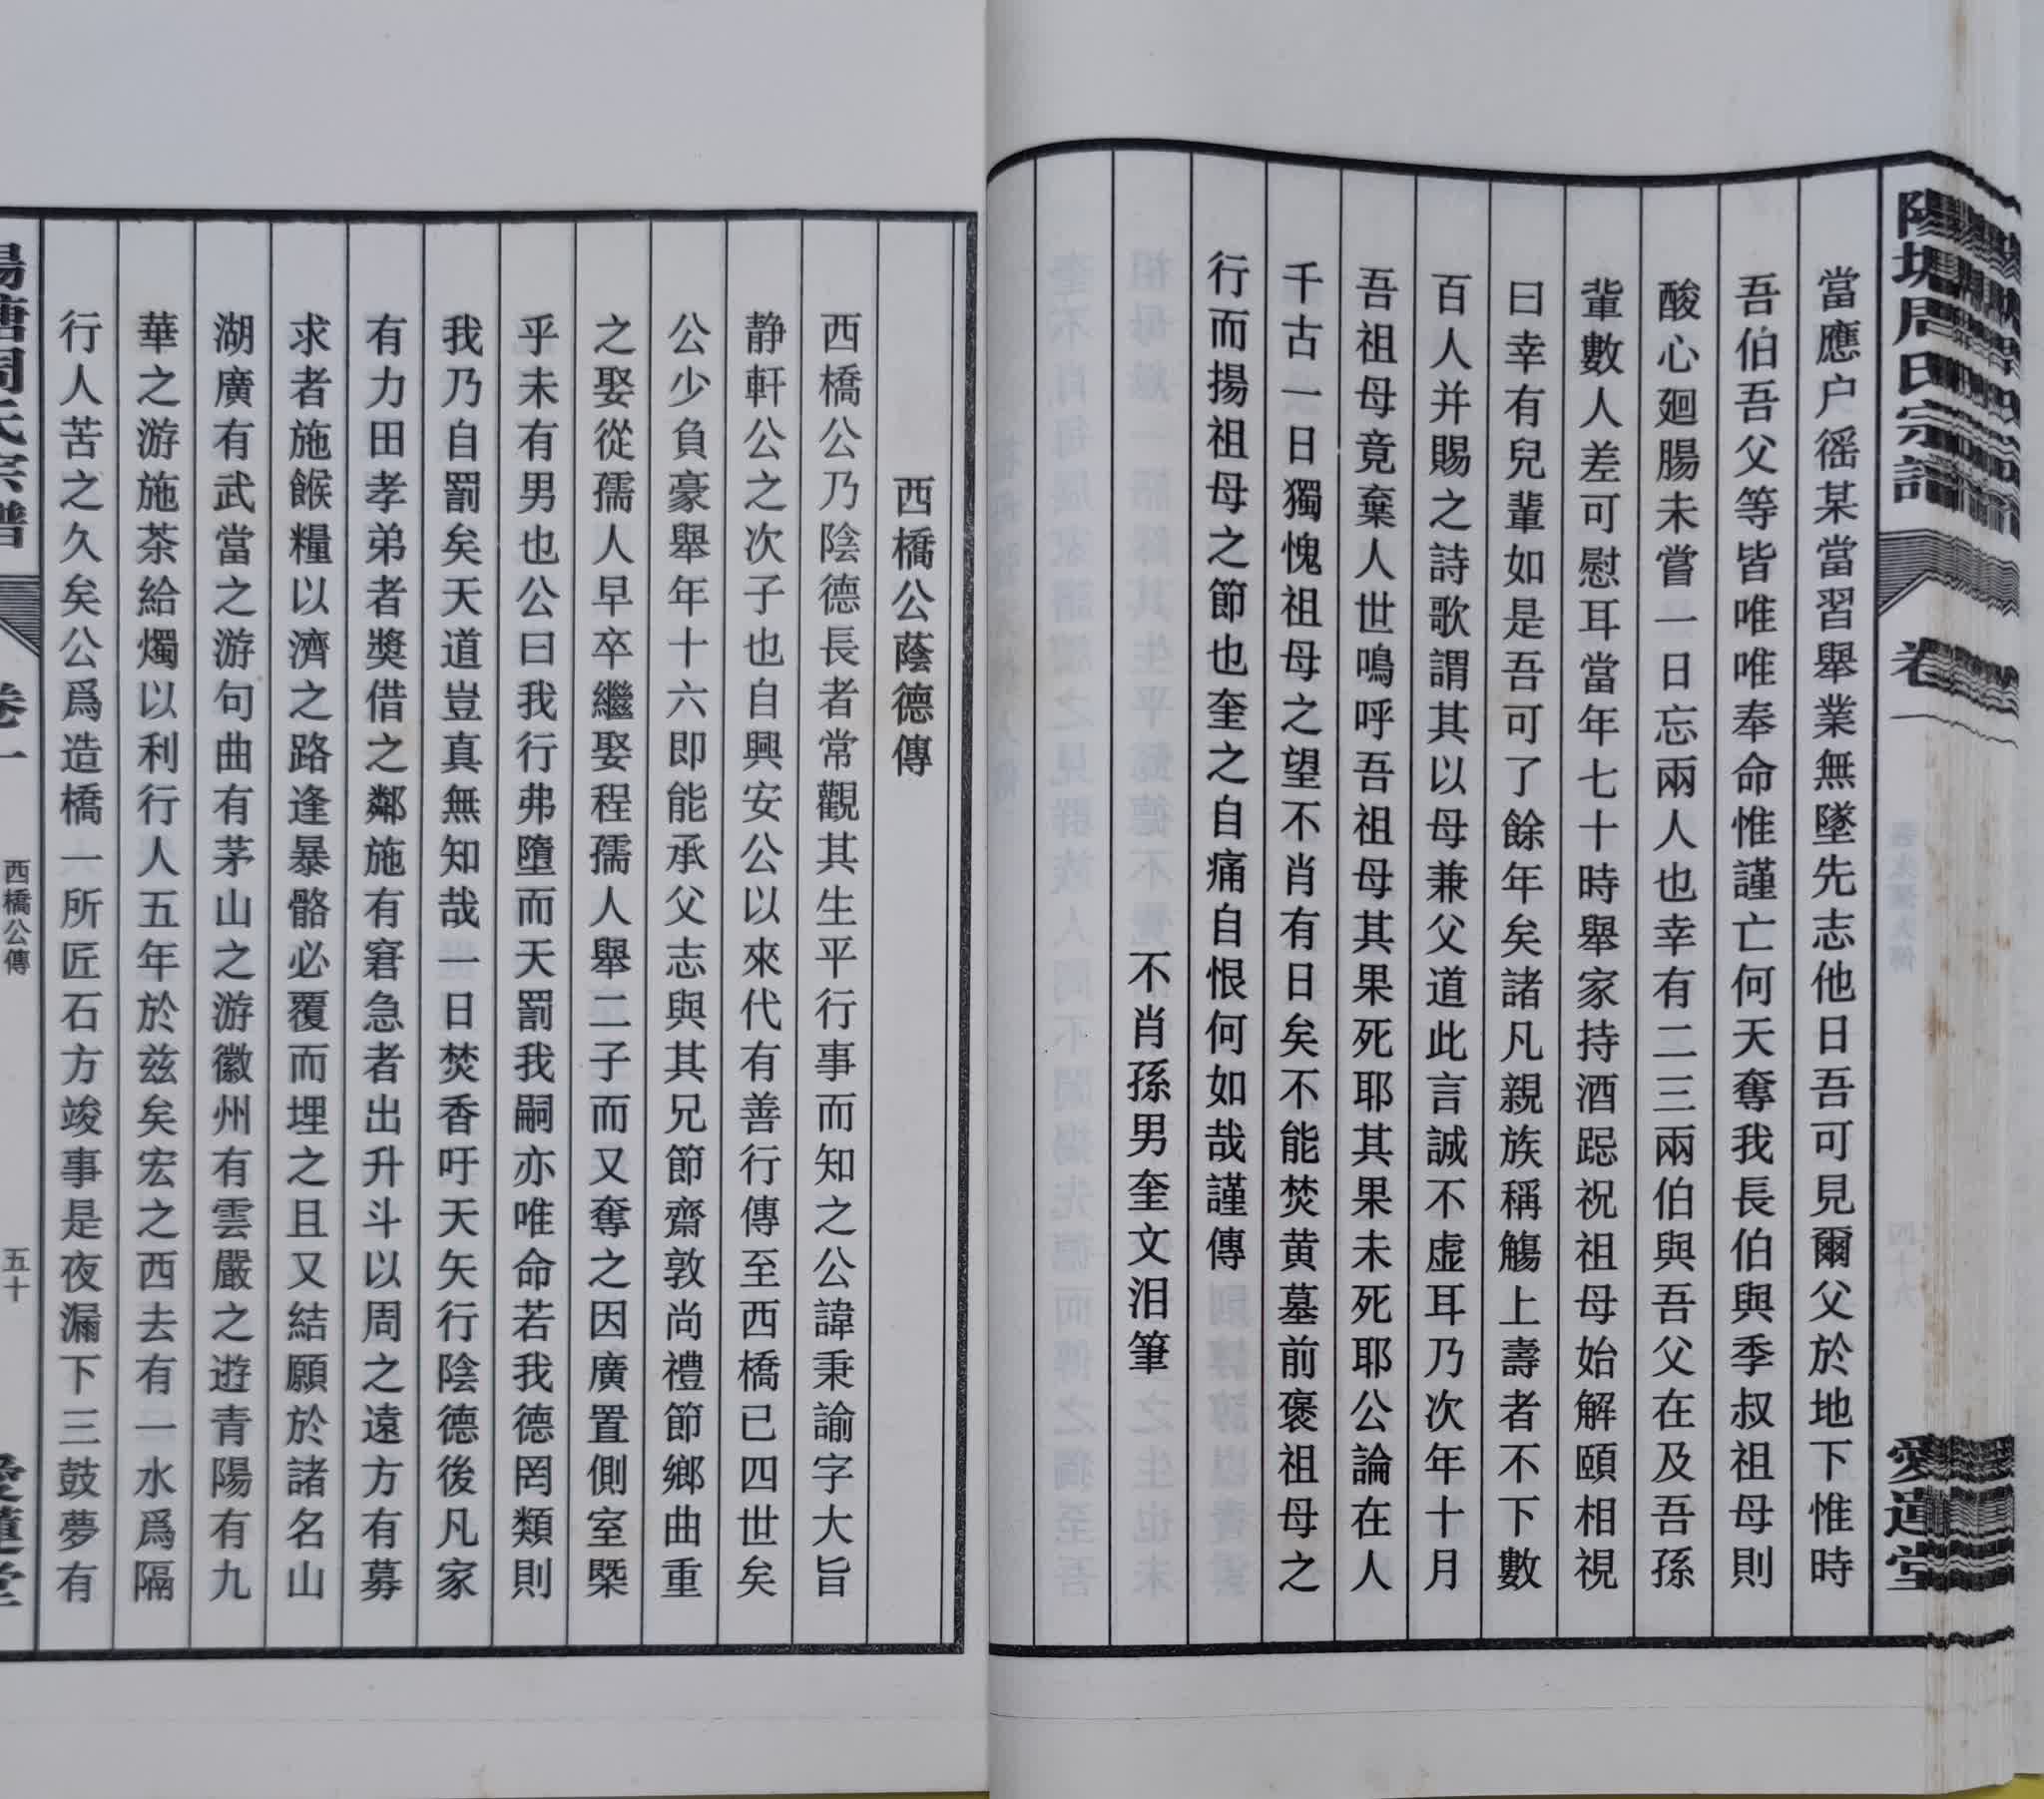 陽塘周氏宗譜
卷一
愛蓮堂
當應户徭某當習舉業無墜先志他日吾可見爾父於地下惟時
吾伯吾父等皆唯唯奉命惟謹亡何天奪我長伯與季叔祖母則
酸心廻腸未嘗一日忘兩人也幸有二三兩伯與吾父在及吾孫
輩數人差可慰耳當年七十時舉家持酒跽祝祖母始解頤相視
曰幸有兒輩如是吾可了餘年矣諸凡親族稱觴上壽者不下數
百人并賜之詩歌謂其以母兼父道此言誠不虚耳乃次年十月
吾祖母竟棄人世鳴呼吾祖母其果死耶其果未死耶公論在人
千古一日獨愧祖母之望不肖有日矣不能焚黄墓前褒祖母之
行而揚祖母之節也奎之自痛自恨何如哉謹傳
不肖孫男奎文泪筆
西橋公蔭德傳
西橋公乃陰德長者常觀其生平行事而知之公諱秉諭字大旨
静軒公之次子也自興安公以來代有善行傳至西橋已四世矣
公少負豪舉年十六即能承父志與其兄節齋敦尚禮節鄉曲重
之娶從孺人早卒繼娶程孺人舉二子而又奪之因廣置側室槩
乎未有男也公曰我行弗墮而天罰我嗣亦唯命若我德罔類則
我乃自罰矣天道豈真無知哉一日焚香吁天矢行陰德後凡家
有力田孝弟者獎借之鄰施有窘急者出升斗以周之遠方有募
求者施餱糧以濟之路逢暴骼必覆而埋之且又結願於諸名山
湖廣有武當之游句曲有茅山之游徽州有雲嚴之遊青陽有九
華之游施茶給燭以利行人五年於兹矣宏之西去有一水爲隔
行人苦之久矣公爲造橋一所匠石方竣事是夜漏下三鼓夢有
陽塘周氏宗譜
卷一
西橋公傳
五十
愛蓮堂